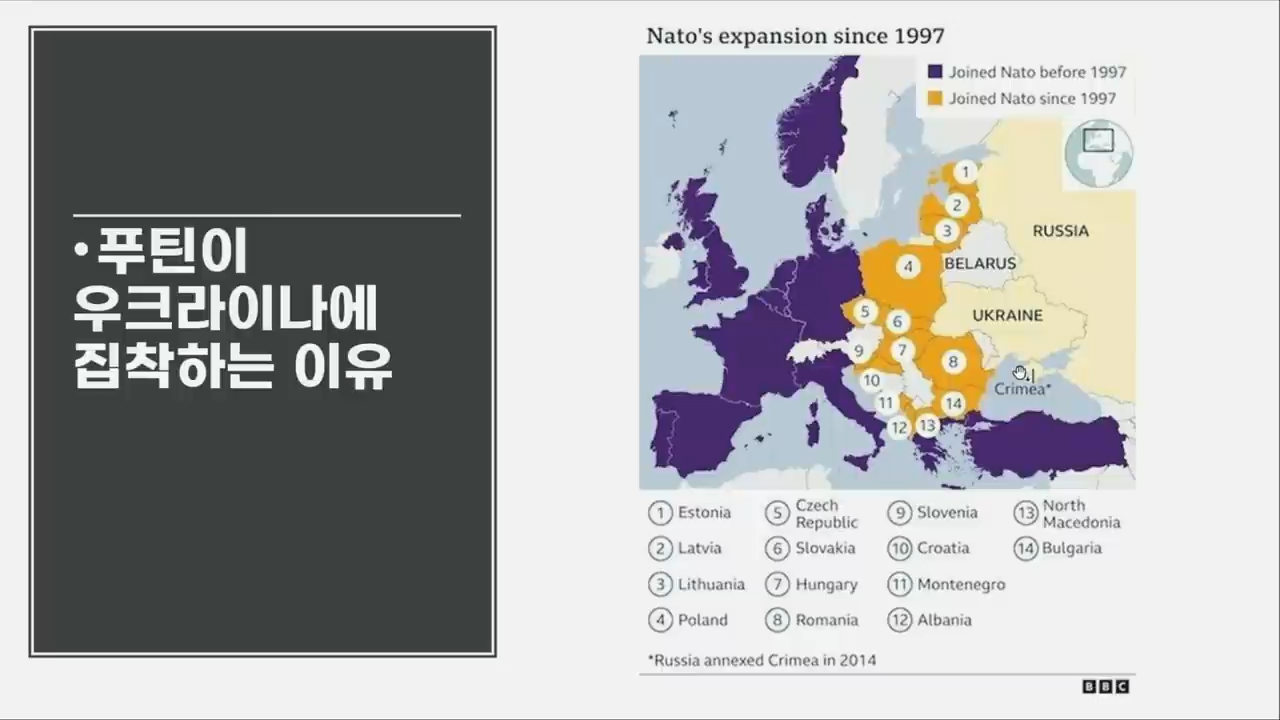 • 푸틴이
우크라이나에
집착하는 이유
Nato's expansion since 1997
Joined Nato before 1997
Joined Nato since 1997
1
2
RUSSIA
3
BELARUS
4
5
6
UKRAINE
9
7
8
10
Crimea*
11
14
12
13
1 Estonia
2 Latvia
3 Lithuania
4 Poland
5 Czech
Republic
6 Slovakia
7 Hungary
8 Romania
9 Slovenia
10 Croatia
11 Montenegro
12 Albania
13 North
Macedonia
14 Bulgaria
*Russia annexed Crimea in 2014
BBC